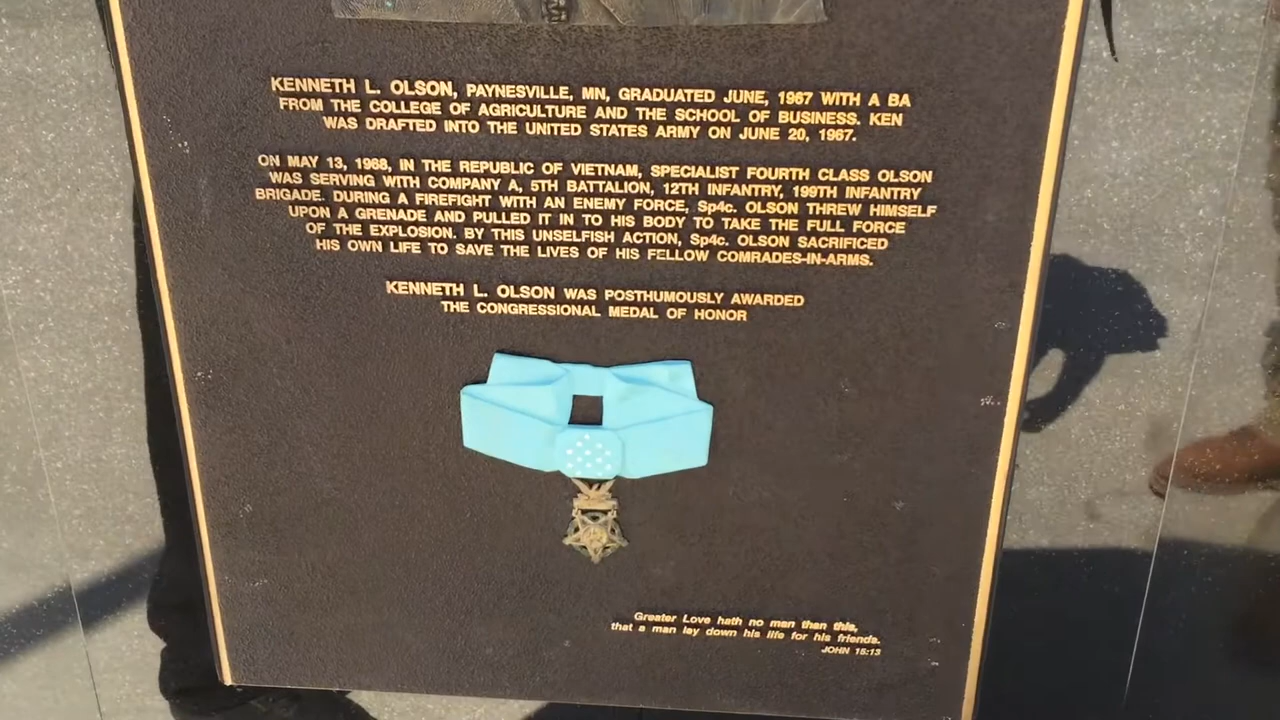 KENNETH L. OLSON, PAYNESVILLE, MN, GRADUATED JUNE, 1967 WITH A BA
FROM THE COLLEGE OF AGRICULTURE AND THE SCHOOL OF BUSINESS. KEN
WAS DRAFTED INTO THE UNITED STATES ARMY ON JUNE 20, 1967.
ON MAY 13, 1968, IN THE REPUBLIC OF VIETNAM, SPECIALIST FOURTH CLASS OLSON
WAS SERVING WITH COMPANY A, 5TH BATTALION, 12TH INFANTRY, 199TH INFANTRY
BRIGADE. DURING A FIREFIGHT WITH AN ENEMY FORCE, Sp4c. OLSON THREW HIMSELF
UPON A GRENADE AND PULLED IT IN TO HIS BODY TO TAKE THE FULL FORCE
OF THE EXPLOSION. BY THIS UNSELFISH ACTION, Sp4c. OLSON SACRIFICED
HIS OWN LIFE TO SAVE THE LIVES OF HIS FELLOW COMRADES-IN-ARMS.
KENNETH L. OLSON WAS POSTHUMOUSLY AWARDED
THE CONGRESSIONAL MEDAL OF HONOR
Greater Love hath no man than this,
that a man lay down his life for his friends.
JOHN 15:13